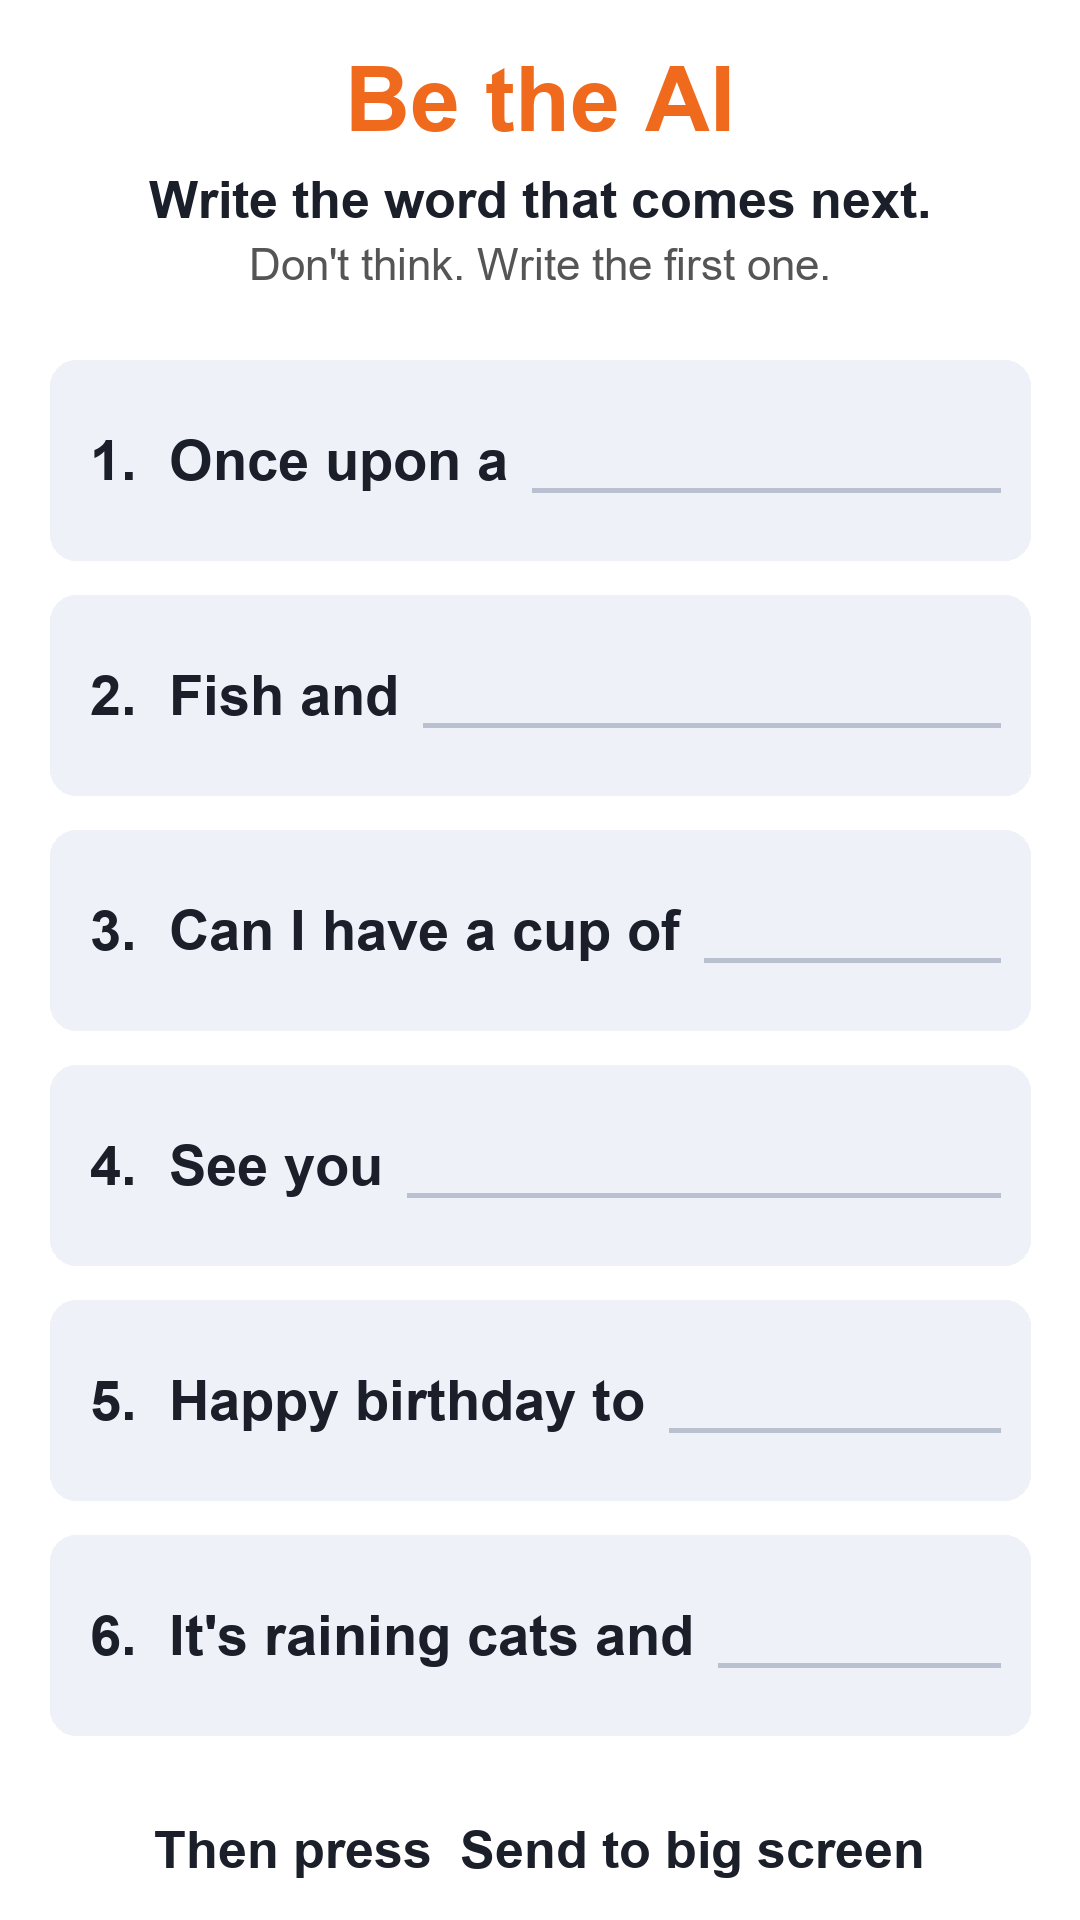 Be the AI
Write the word that comes next.
Don't think. Write the first one.
1. Once upon a
2. Fish and
3. Can I have a cup of
4. See you
5. Happy birthday to
6. It's raining cats and
Then press Send to big screen